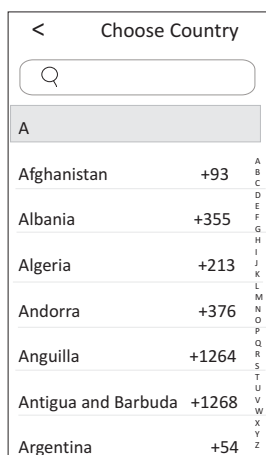 < Choose Country
A
Afghanistan +93
Albania +355
Algeria +213
Andorra +376
Anguilla +1264
Antigua and Barbuda +1268
Argentina +54
A
B
C
D
E
F
G
H
I
J
K
L
M
N
O
P
Q
R
S
T
U
V
W
X
Y
Z